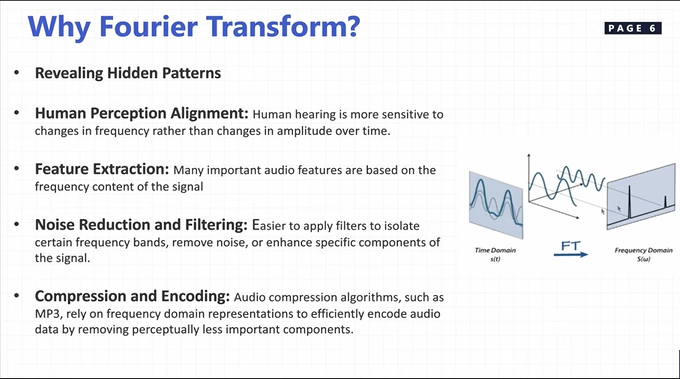 Why Fourier Transform?
PAGE 6
• Revealing Hidden Patterns
• Human Perception Alignment: Human hearing is more sensitive to
changes in frequency rather than changes in amplitude over time.
• Feature Extraction: Many important audio features are based on the
frequency content of the signal
• Noise Reduction and Filtering: Easier to apply filters to isolate
certain frequency bands, remove noise, or enhance specific components of
the signal.
• Compression and Encoding: Audio compression algorithms, such as
MP3, rely on frequency domain representations to efficiently encode audio
data by removing perceptually less important components.
Time Domain
s(t)
FT
Frequency Domain
S(ω)